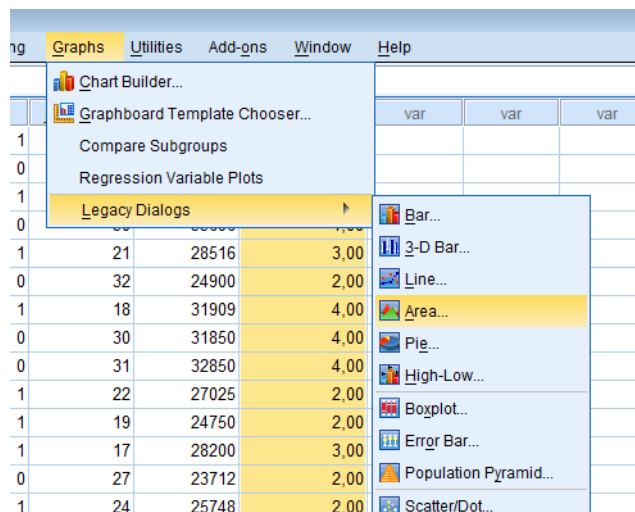 ng Graphs Utilities Add-ons Window Help
Chart Builder...
Graphboard Template Chooser...
var var var
1 Compare Subgroups
0
Regression Variable Plots
1
Legacy Dialogs
0
Bar...
1 21 28516 3,00 3-D Bar...
0 32 24900 2,00 Line...
1 18 31909 4,00 Area...
0 30 31850 4,00 Pie...
0 31 32850 4,00 High-Low...
1 22 27025 2,00
1 19 24750 2,00 Boxplot...
1 17 28200 3,00 Error Bar...
0 27 23712 2,00 Population Pyramid...
1 24 25748 2,00 Scatter/Dot...